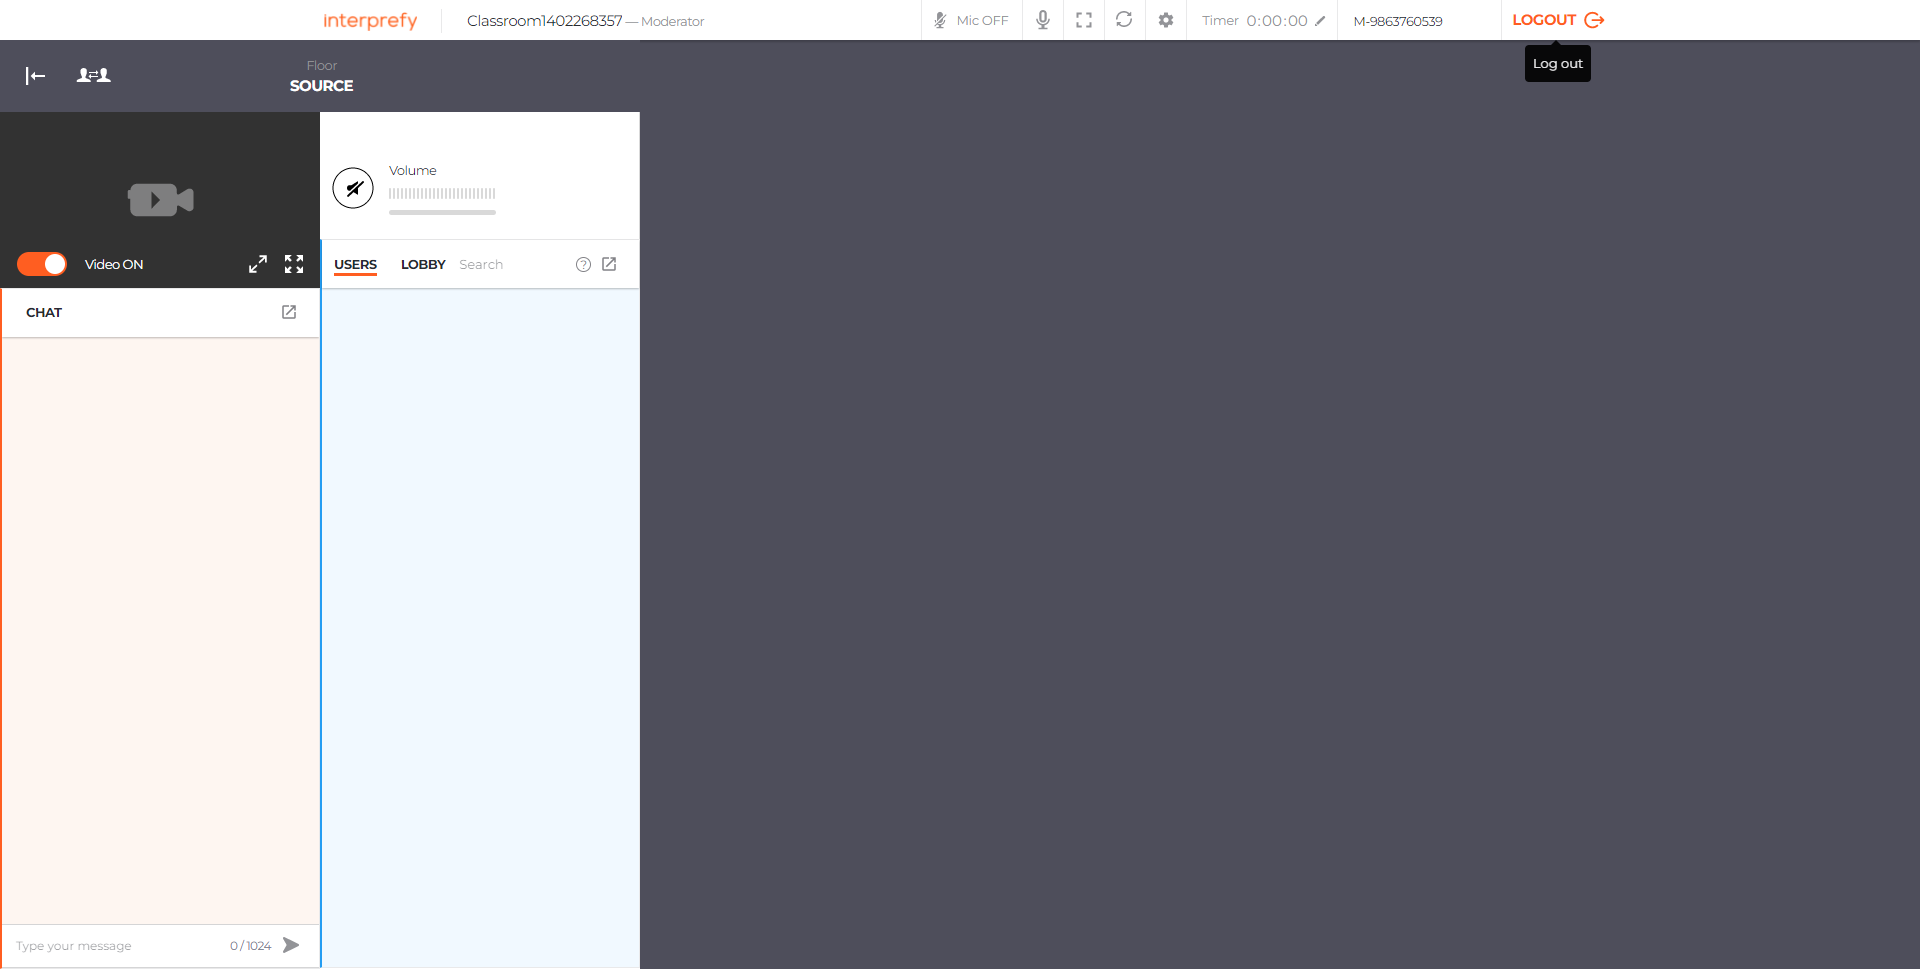 interprefy
Classroom1402268357 — Moderator
Mic OFF
Timer 0:00:00
M-9863760539
LOGOUT
Log out
Floor
SOURCE
Volume
Video ON
USERS LOBBY Search
CHAT
Type your message 0 / 1024